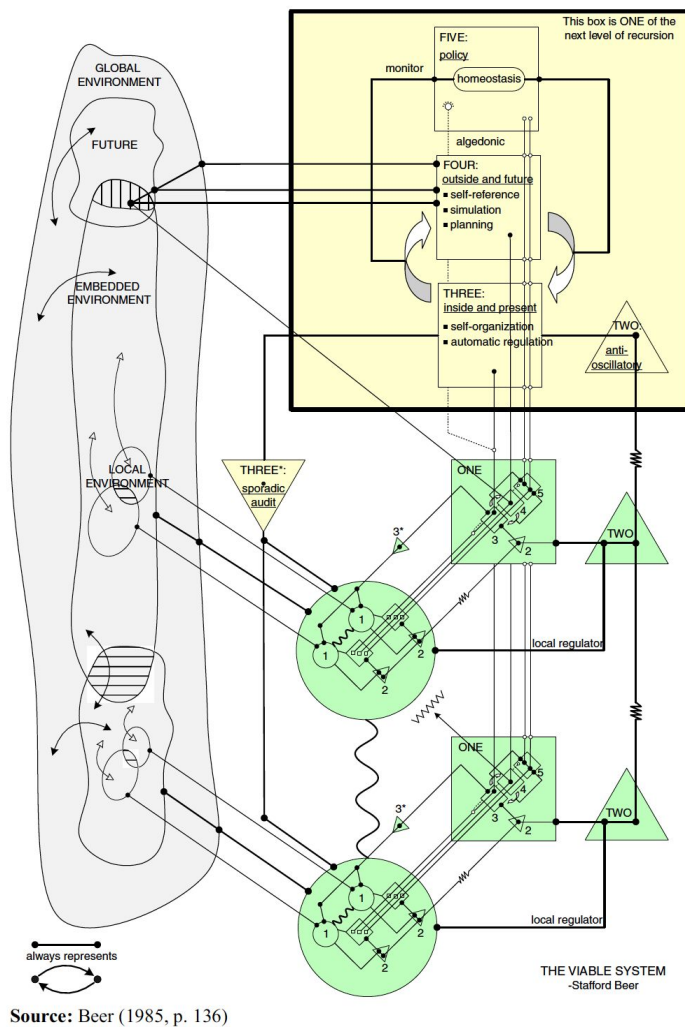 This box is ONE of the
next level of recursion
FIVE:
policy
monitor
homeostasis
algedonic
GLOBAL
ENVIRONMENT
FUTURE
FOUR:
outside and future
▪ self-reference
▪ simulation
▪ planning
EMBEDDED
ENVIRONMENT
THREE:
inside and present
▪ self-organization
▪ automatic regulation
TWO:
anti-
oscillatory
LOCAL
ENVIRONMENT
THREE*:
sporadic
audit
ONE
5
4
3
2
TWO
3*
1
1
2
2
local regulator
ONE
5
4
3
2
TWO
3*
1
1
2
2
local regulator
always represents
THE VIABLE SYSTEM
-Stafford Beer
Source: Beer (1985, p. 136)